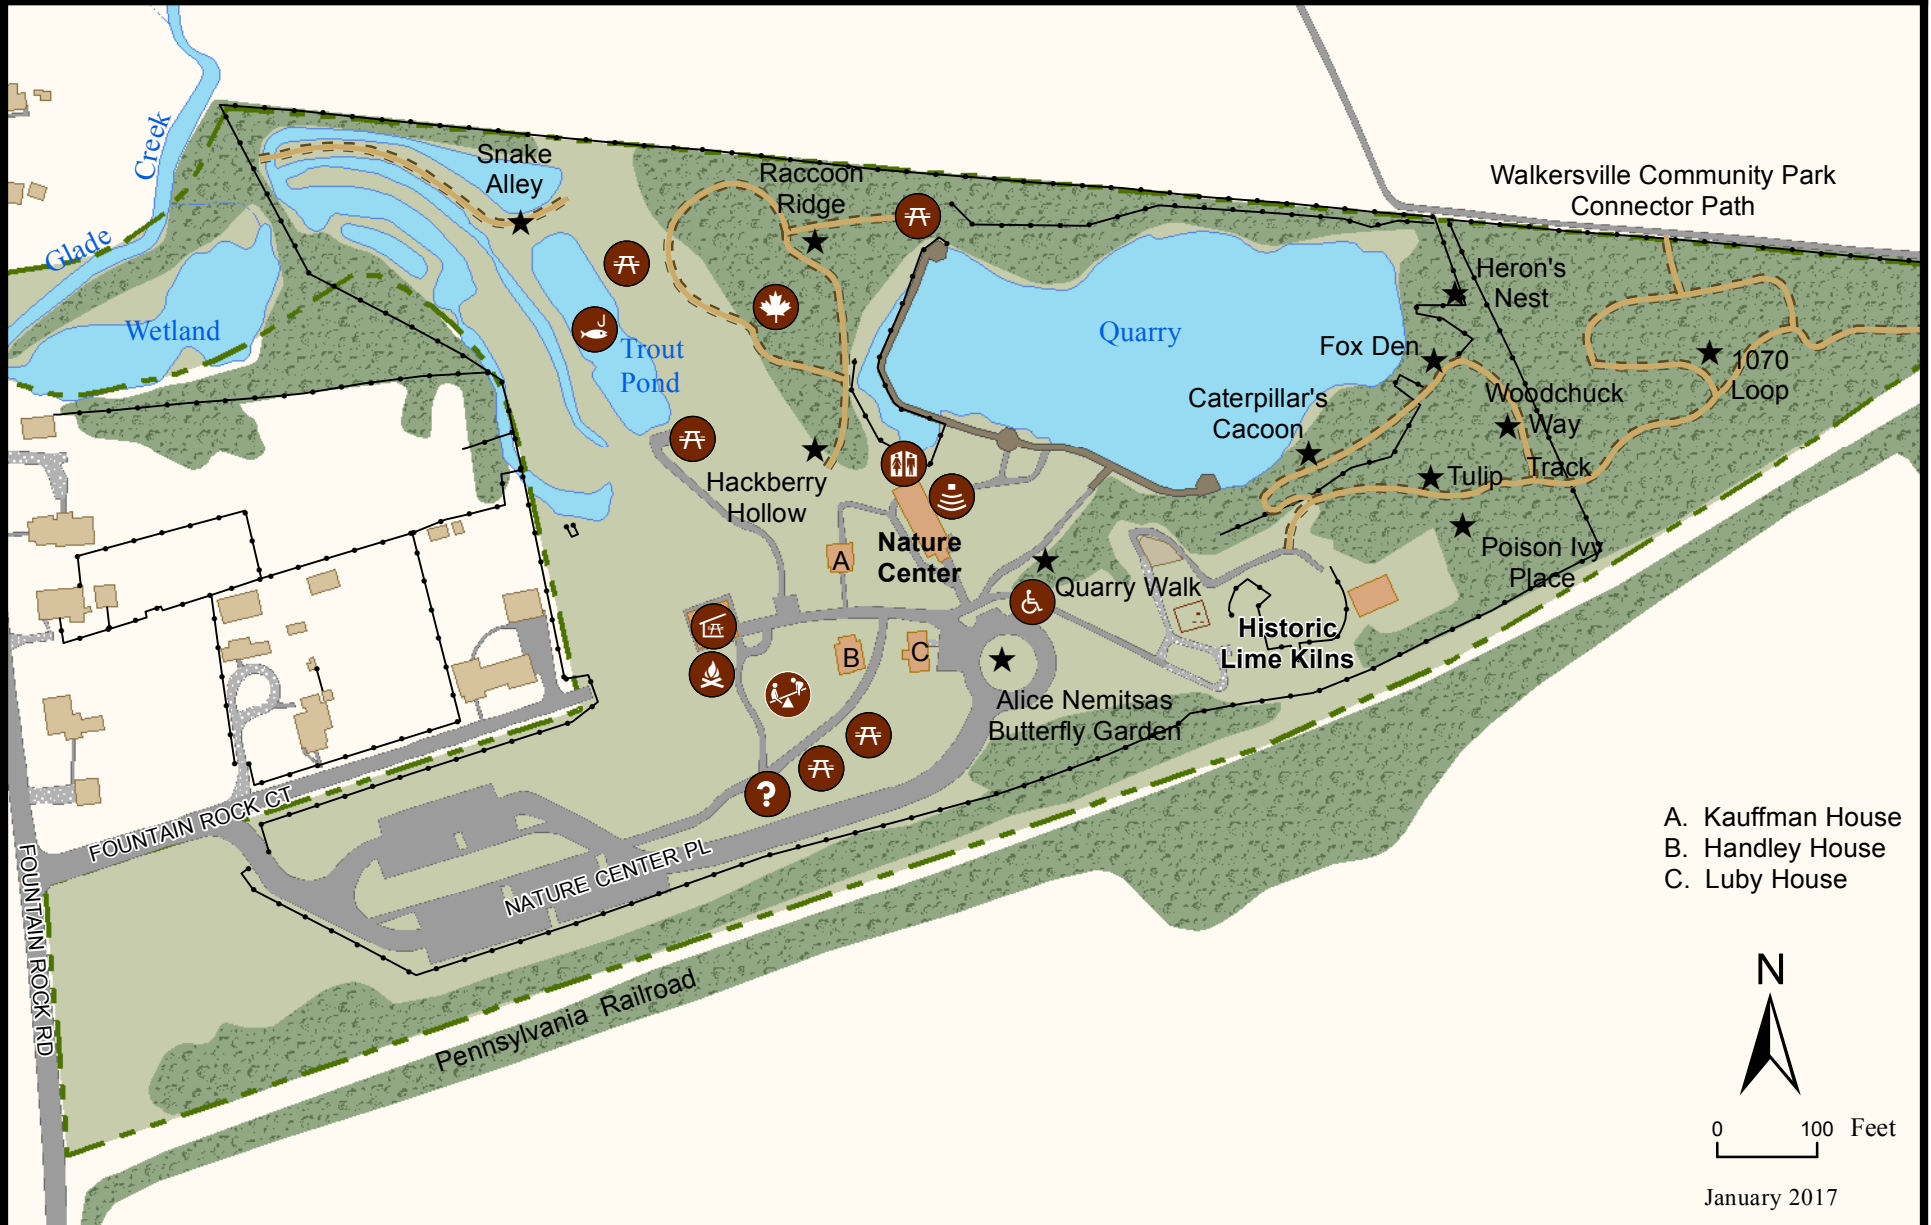 Creek
Glade
Wetland
Snake
Alley
Trout
Pond
Raccoon
Ridge
Hackberry
Hollow
Quarry
Walkersville Community Park
Connector Path
Heron's
Nest
Fox Den
Caterpillar's
Cacoon
Woodchuck
Way
1070
Loop
Tulip Track
Poison Ivy
Place
Nature
Center
Quarry Walk
Historic
Lime Kilns
A
B
C
?
Alice Nemitsas
Butterfly Garden
FOUNTAIN ROCK CT
FOUNTAIN ROCK RD
NATURE CENTER PL
Pennsylvania Railroad
A. Kauffman House
B. Handley House
C. Luby House
N
0 100 Feet
January 2017